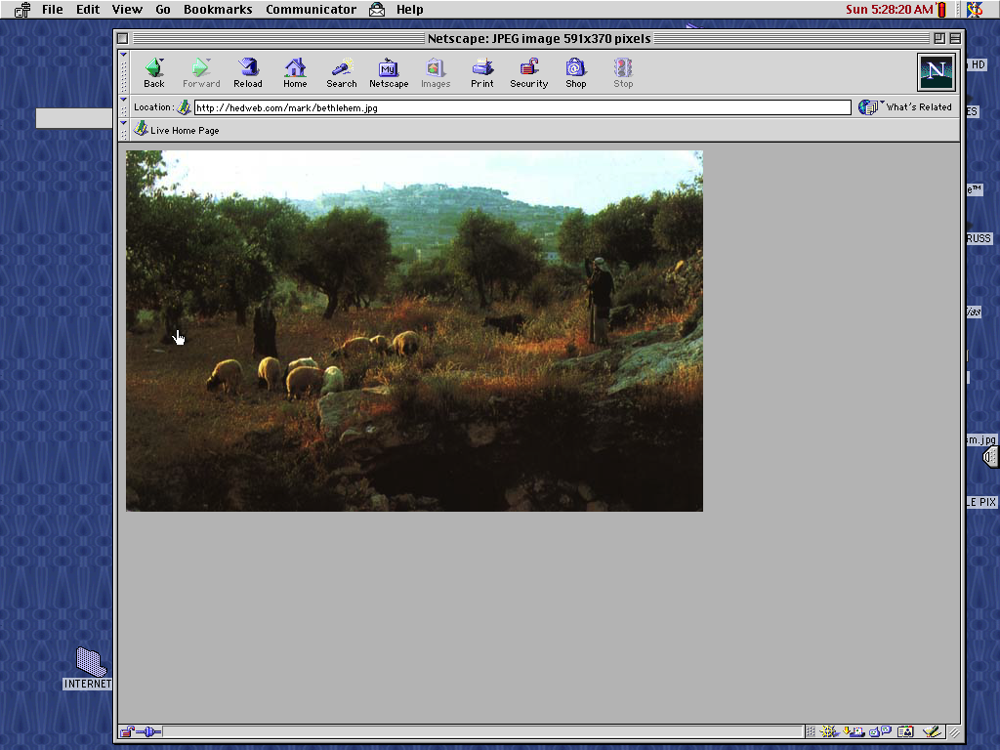 File Edit View Go Bookmarks Communicator Help Sun 5:28:20 AM
Netscape: JPEG image 591x370 pixels
Back Forward Reload Home Search Netscape Images Print Security Shop Stop
My
N
Location: http://hedweb.com/mark/bethlehem.jpg What's Related
Live Home Page
HD
ES
e™
RUSS
m.jpg
LE PIX
INTERNET